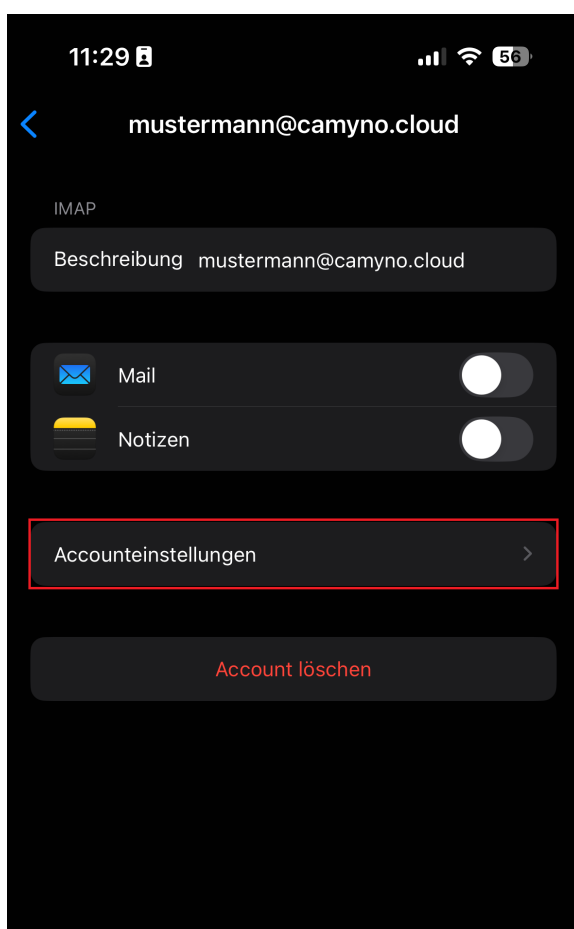 11:29
56
mustermann@camyno.cloud
IMAP
Beschreibung mustermann@camyno.cloud
Mail
Notizen
Accounteinstellungen
Account löschen